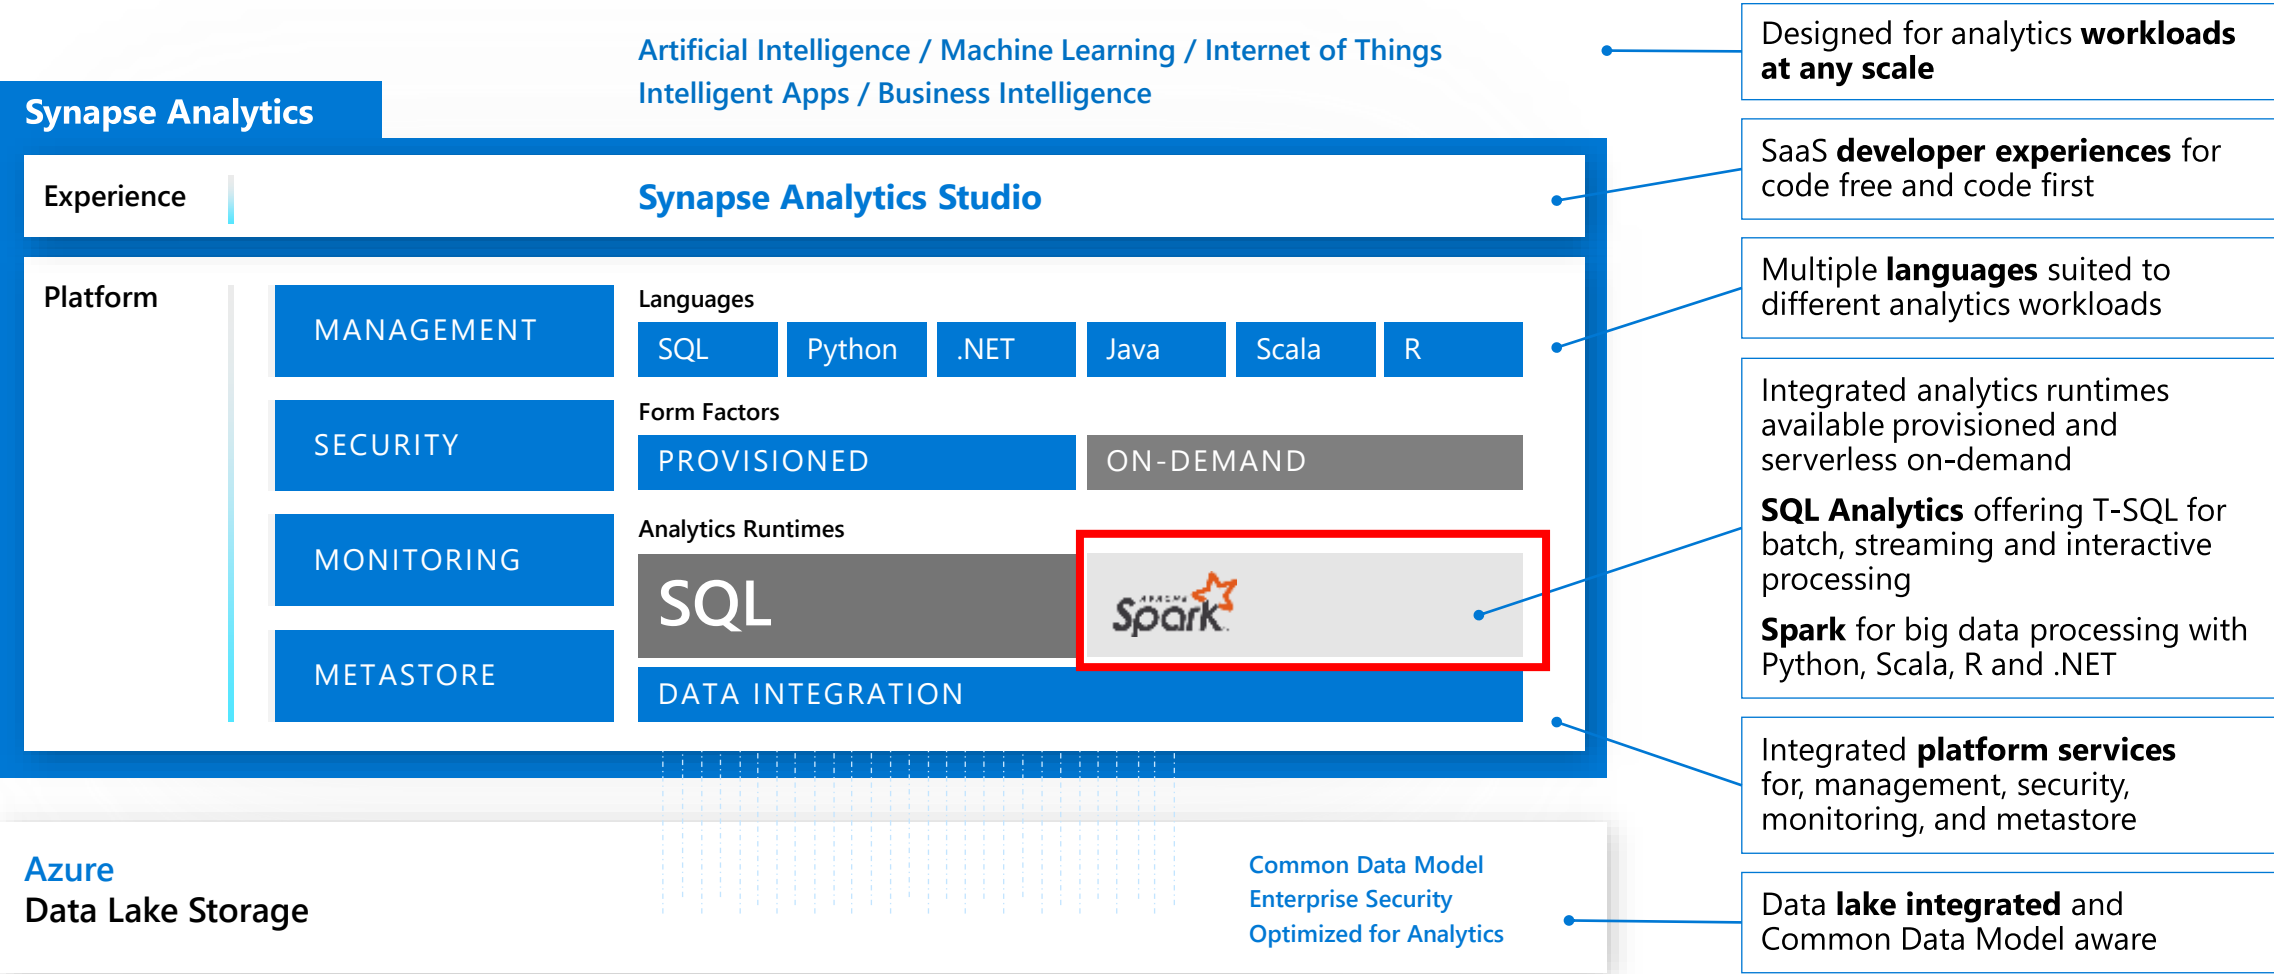 Artificial Intelligence / Machine Learning / Internet of Things
Intelligent Apps / Business Intelligence
Synapse Analytics
Experience
Synapse Analytics Studio
Platform
MANAGEMENT
SECURITY
MONITORING
METASTORE
Languages
SQL
Python
.NET
Java
Scala
R
Form Factors
PROVISIONED
ON-DEMAND
Analytics Runtimes
SQL
APACHE
Spark
DATA INTEGRATION
Azure
Data Lake Storage
Common Data Model
Enterprise Security
Optimized for Analytics
Designed for analytics workloads
at any scale
SaaS developer experiences for
code free and code first
Multiple languages suited to
different analytics workloads
Integrated analytics runtimes
available provisioned and
serverless on-demand
SQL Analytics offering T-SQL for
batch, streaming and interactive
processing
Spark for big data processing with
Python, Scala, R and .NET
Integrated platform services
for, management, security,
monitoring, and metastore
Data lake integrated and
Common Data Model aware